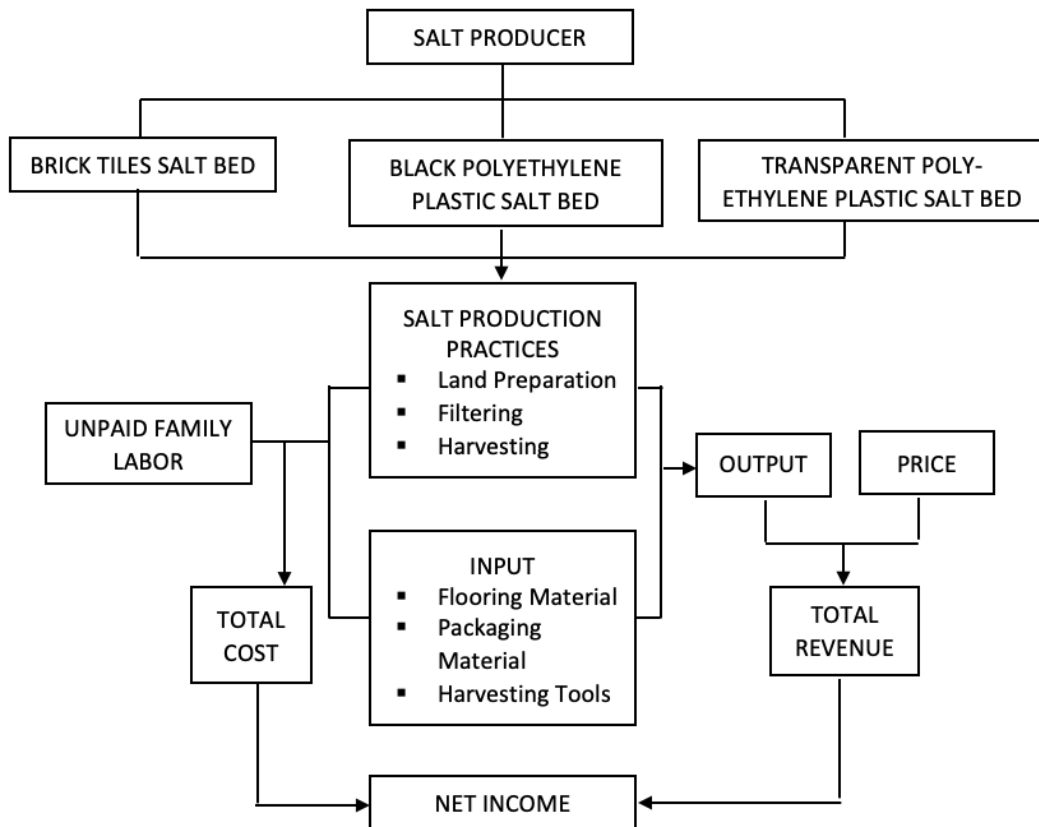 SALT PRODUCER
BRICK TILES SALT BED
BLACK POLYETHYLENE
PLASTIC SALT BED
TRANSPARENT POLY-
ETHYLENE PLASTIC SALT BED
SALT PRODUCTION
PRACTICES
▪ Land Preparation
▪ Filtering
▪ Harvesting
UNPAID FAMILY
LABOR
OUTPUT
PRICE
INPUT
▪ Flooring Material
▪ Packaging
Material
▪ Harvesting Tools
TOTAL
COST
TOTAL
REVENUE
NET INCOME